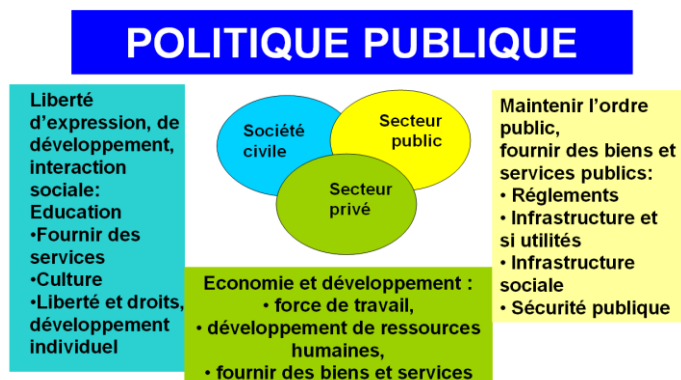 POLITIQUE PUBLIQUE
Liberté
d’expression, de
développement,
interaction
sociale:
Education
•Fournir des
services
•Culture
•Liberté et droits,
développement
individuel
Société
civile
Secteur
public
Secteur
privé
Maintenir l’ordre
public,
fournir des biens et
services publics:
• Réglements
• Infrastructure et
si utilités
• Infrastructure
sociale
• Sécurité publique
Economie et développement :
• force de travail,
• développement de ressources
humaines,
• fournir des biens et services